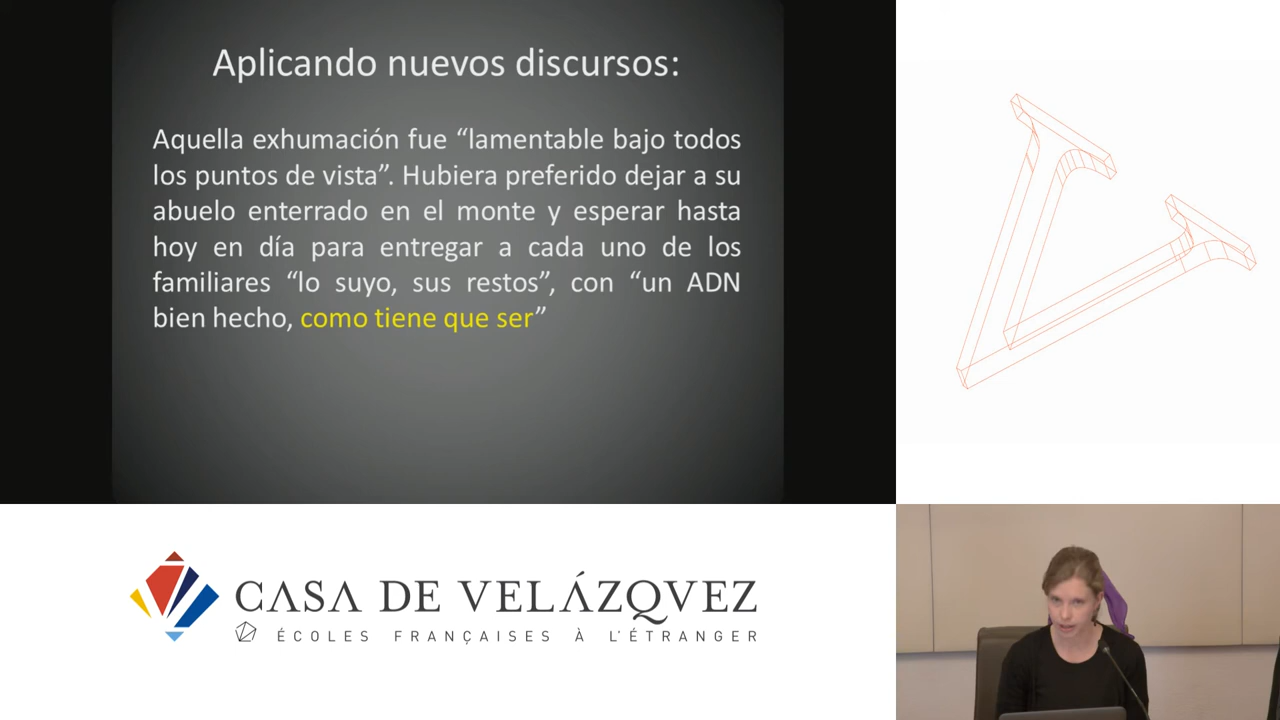 Aplicando nuevos discursos:
Aquella exhumación fue “lamentable bajo todos
los puntos de vista”. Hubiera preferido dejar a su
abuelo enterrado en el monte y esperar hasta
hoy en día para entregar a cada uno de los
familiares “lo suyo, sus restos”, con “un ADN
bien hecho, como tiene que ser”
CASA DE VELÁZQVEZ
ÉCOLES FRANÇAISES À L'ÉTRANGER